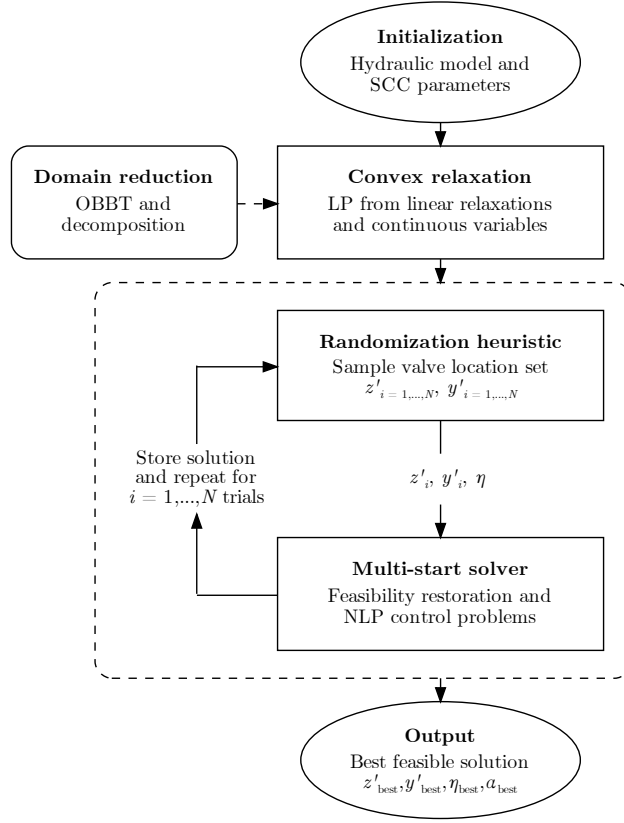 Initialization
Hydraulic model and
SCC parameters
Domain reduction
OBBT and
decomposition
Convex relaxation
LP from linear relaxations
and continuous variables
Randomization heuristic
Sample valve location set
z'i = 1,...,N, y'i = 1,...,N
Store solution
and repeat for
i = 1,...,N trials
z'i, y'i, η
Multi-start solver
Feasibility restoration and
NLP control problems
Output
Best feasible solution
z'best,y'best,ηbest,abest